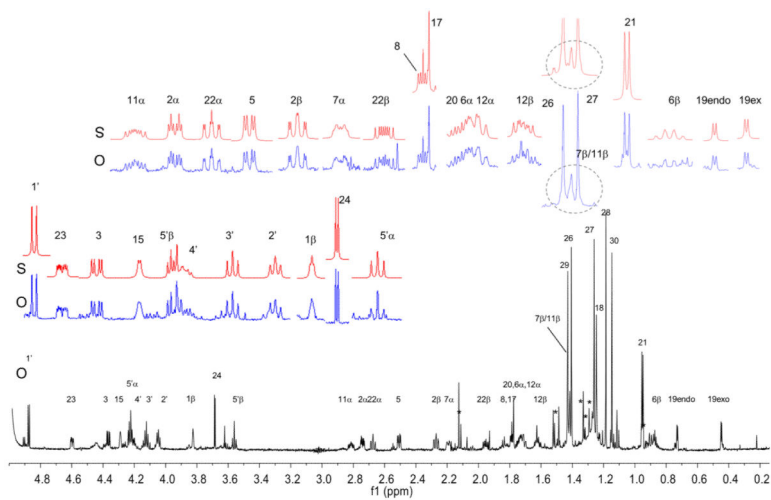 17
8
21
11α 2α 22α 5 2β 7α 22β 20 6α 12α 12β 26 27 6β 19endo 19ex
S
O
7β/11β
24
1'
23 3 15 5'β 4' 3' 2' 1β 5'α
S
O
28
27
26
29 30
18
7β/11β
O
1'
24
21
5'α
20,6α,12α
23 3 15 4' 3' 2' 1β 5'β 11α 2α 22α 5 2β 7α 22β 8,17 12β 6β 19endo 19exo
* * * * *
4.8 4.6 4.4 4.2 4.0 3.8 3.6 3.4 3.2 3.0 2.8 2.6 2.4 2.2 2.0 1.8 1.6 1.4 1.2 1.0 0.8 0.6 0.4 0.2
f1 (ppm)